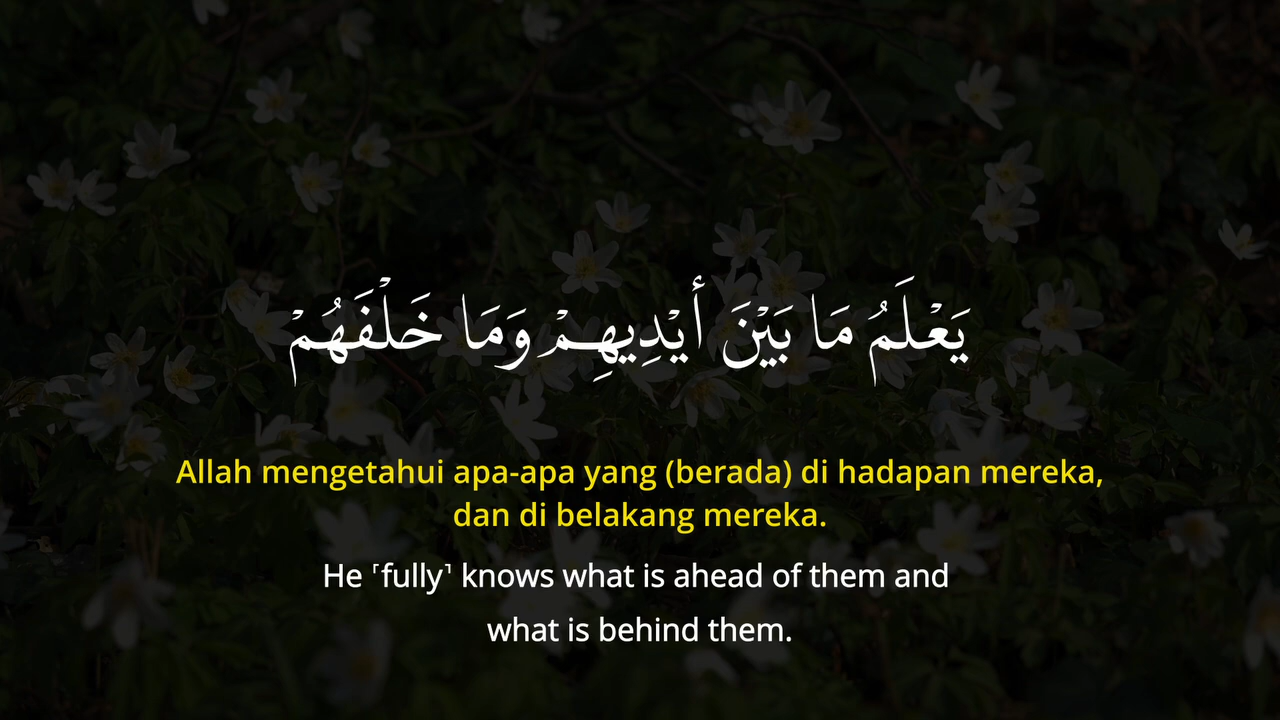 يَعْلَمُ مَا بَيْنَ أَيْدِيهِمْ وَمَا خَلْفَهُمْ
Allah mengetahui apa-apa yang (berada) di hadapan mereka,
dan di belakang mereka.
He ˹fully˺ knows what is ahead of them and
what is behind them.